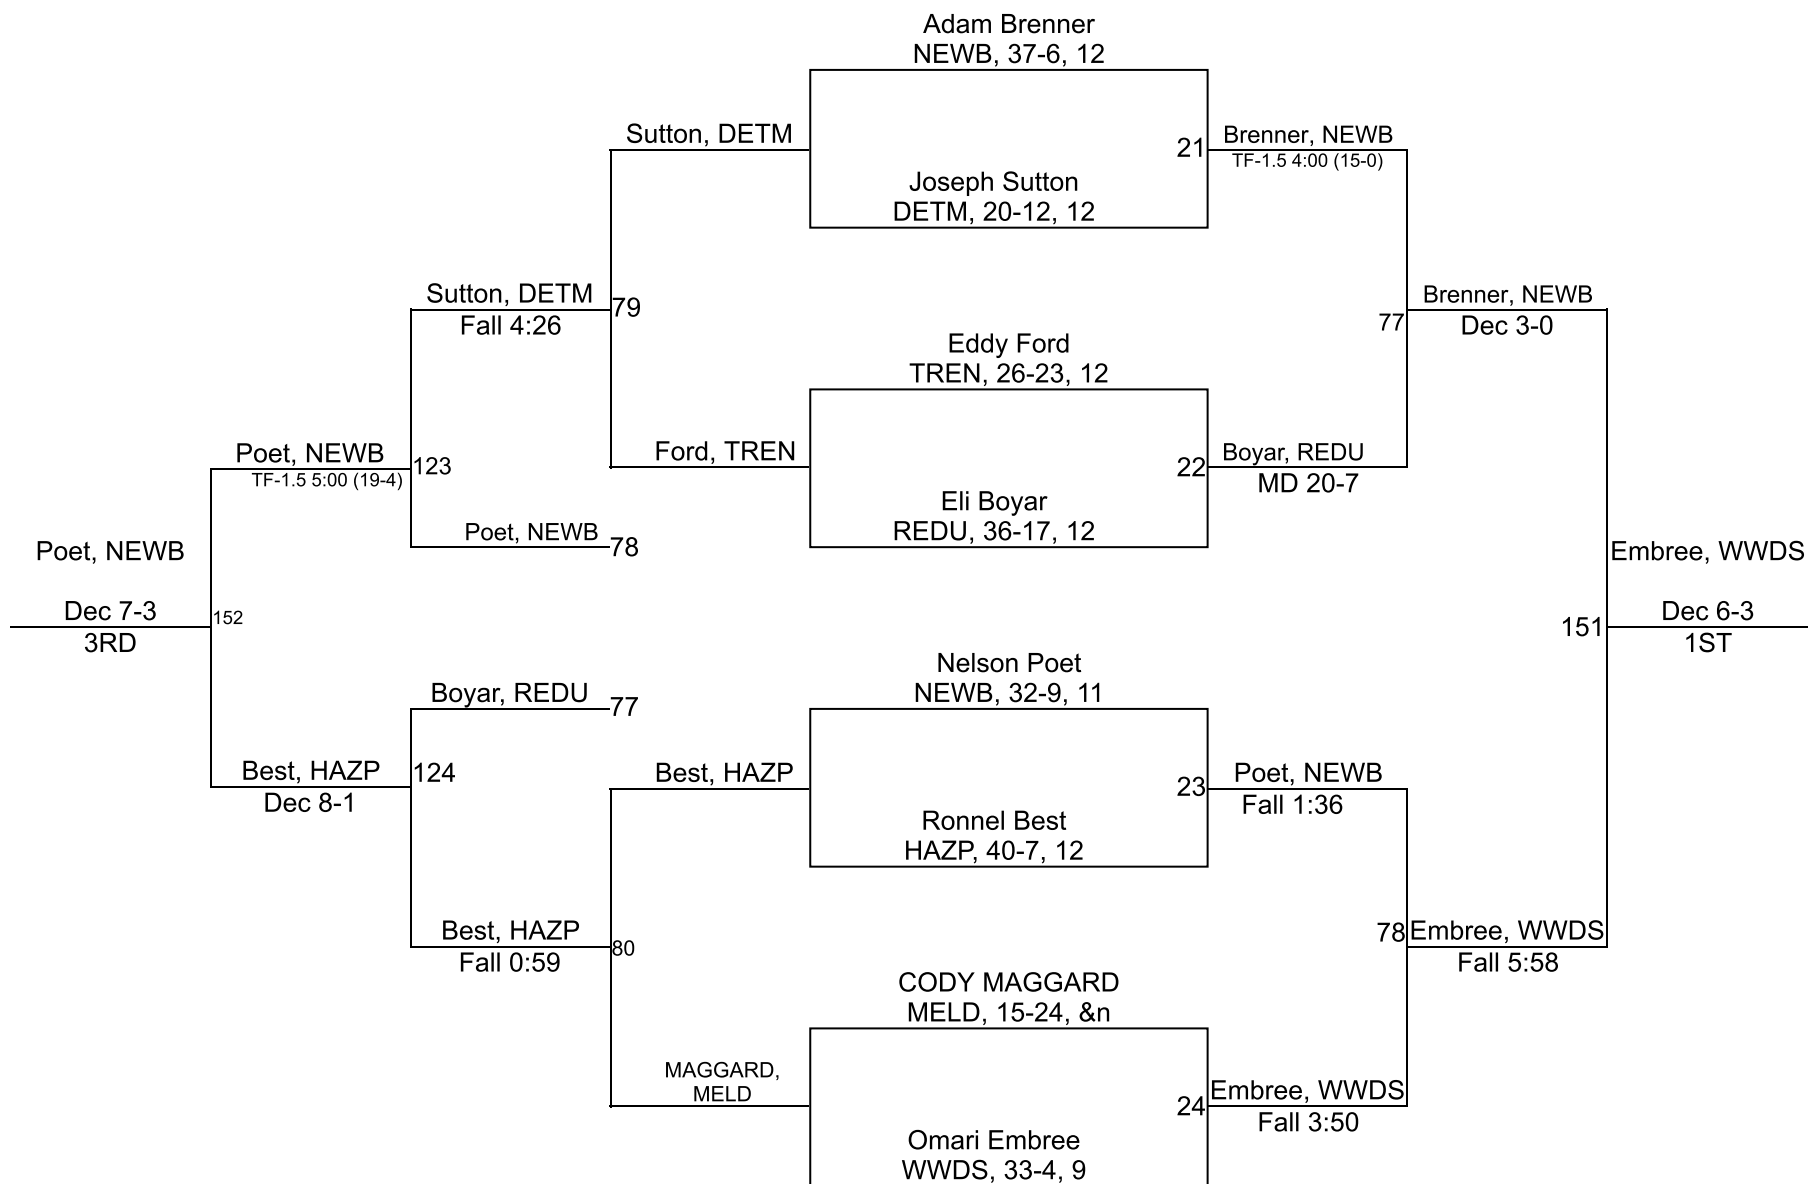 Adam Brenner
NEWB, 37-6, 12
Sutton, DETM
21
Brenner, NEWB
TF-1.5 4:00 (15-0)
Joseph Sutton
DETM, 20-12, 12
Sutton, DETM
Fall 4:26
79
Brenner, NEWB
Dec 3-0
77
Eddy Ford
TREN, 26-23, 12
Poet, NEWB
TF-1.5 5:00 (19-4)
123
Ford, TREN
22
Boyar, REDU
MD 20-7
Eli Boyar
REDU, 36-17, 12
Poet, NEWB
78
Poet, NEWB
Dec 7-3
3RD
152
Embree, WWDS
Dec 6-3
1ST
151
Nelson Poet
NEWB, 32-9, 11
Boyar, REDU
77
Best, HAZP
Dec 8-1
124
Best, HAZP
23
Poet, NEWB
Fall 1:36
Ronnel Best
HAZP, 40-7, 12
Best, HAZP
Fall 0:59
80
78
Embree, WWDS
Fall 5:58
CODY MAGGARD
MELD, 15-24, &n
MAGGARD,
MELD
24
Embree, WWDS
Fall 3:50
Omari Embree
WWDS, 33-4, 9